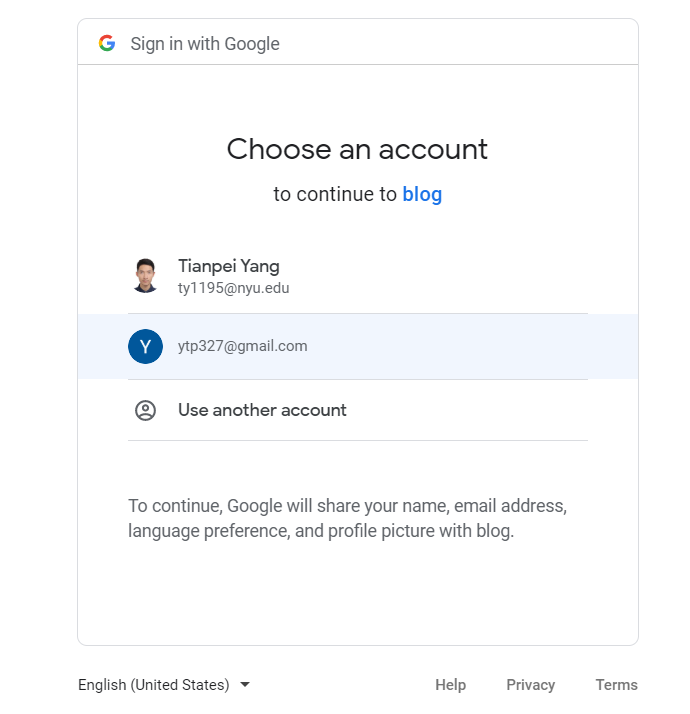 Sign in with Google
Choose an account
to continue to blog
Tianpei Yang
ty1195@nyu.edu
Y
ytp327@gmail.com
Use another account
To continue, Google will share your name, email address,
language preference, and profile picture with blog.
English (United States)
Help Privacy Terms